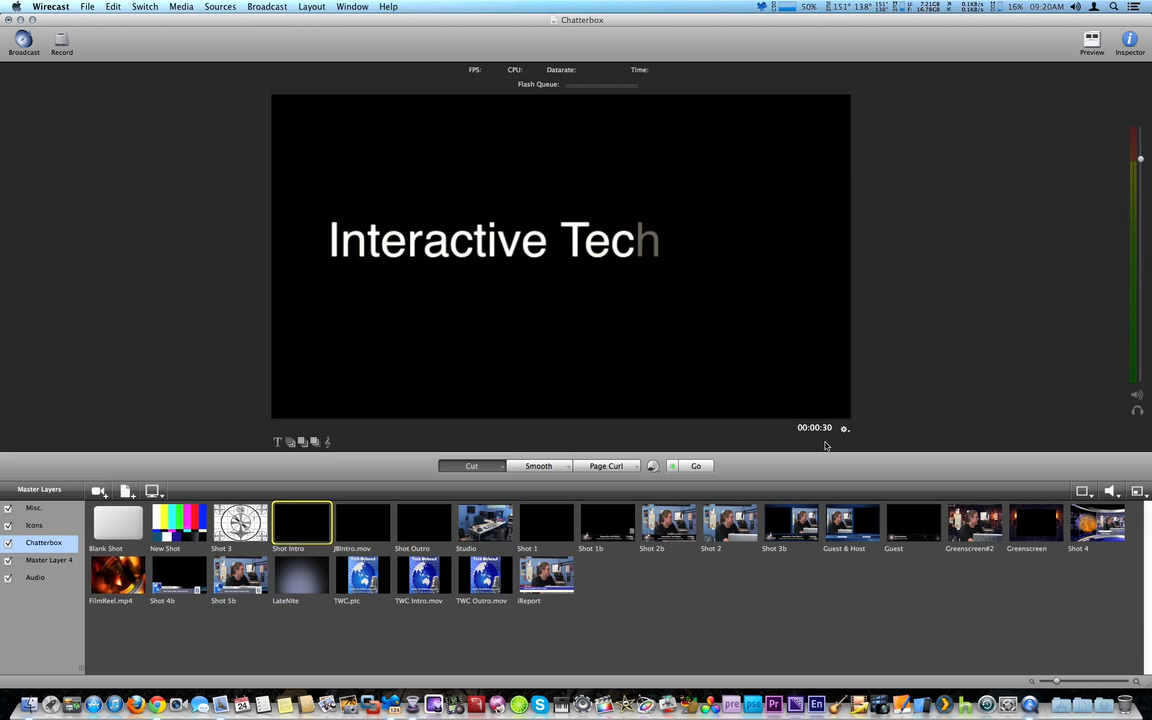 Wirecast File Edit Switch Media Sources Broadcast Layout Window Help 50% 151° 138° 16% 09:20AM
Chatterbox
Broadcast Record Preview Inspector
FPS: CPU: Datarate: Time:
Flash Queue:
Interactive Tech
00:00:30
Cut Smooth Page Curl Go
Master Layers
Misc.
Icons
Chatterbox
Master Layer 4
Audio
Blank Shot New Shot Shot 3 Shot Intro JBIntro.mov Shot Outro Studio Shot 1 Shot 1b Shot 2b Shot 2 Shot 3b Guest & Host Guest Greenscreen#2 Greenscreen Shot 4
FilmReel.mp4 Shot 4b Shot 5b LateNite TWC.pic TWC Intro.mov TWC Outro.mov iReport